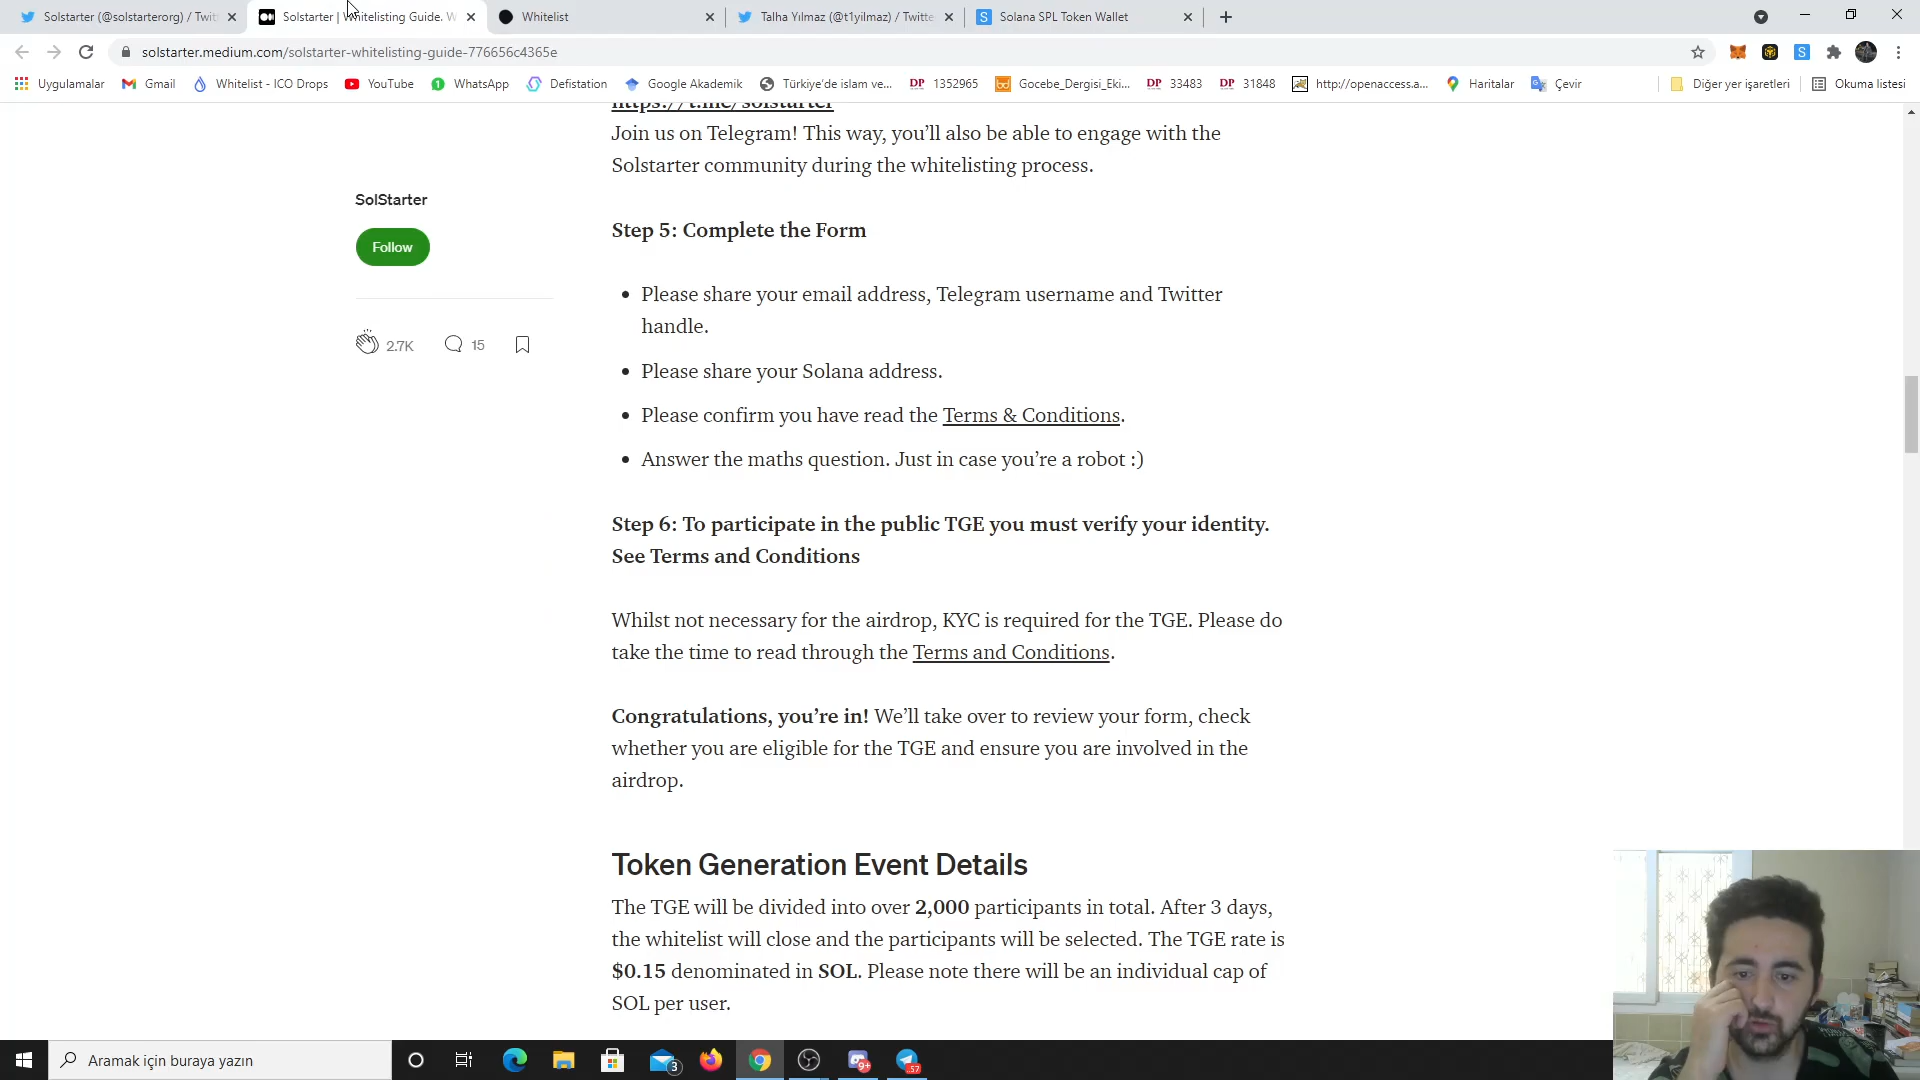 Solstarter (@solstarterorg) / Twitt
Solstarter | Whitelisting Guide. W
Whitelist
Talha Yılmaz (@t1yilmaz) / Twitte
Solana SPL Token Wallet
solstarter.medium.com/solstarter-whitelisting-guide-776656c4365e
Uygulamalar
Gmail
Whitelist - ICO Drops
YouTube
1
WhatsApp
Defistation
Google Akademik
Türkiye'de islam ve...
DP 1352965
Gocebe_Dergisi_Eki...
DP 33483
DP 31848
http://openaccess.a...
Haritalar
Çevir
Diğer yer işaretleri
Okuma listesi
https://t.me/solstarter
Join us on Telegram! This way, you'll also be able to engage with the
Solstarter community during the whitelisting process.
SolStarter
Follow
2.7K
15
Step 5: Complete the Form
Please share your email address, Telegram username and Twitter
handle.
Please share your Solana address.
Please confirm you have read the Terms & Conditions.
Answer the maths question. Just in case you're a robot :)
Step 6: To participate in the public TGE you must verify your identity.
See Terms and Conditions
Whilst not necessary for the airdrop, KYC is required for the TGE. Please do
take the time to read through the Terms and Conditions.
Congratulations, you're in! We'll take over to review your form, check
whether you are eligible for the TGE and ensure you are involved in the
airdrop.
Token Generation Event Details
The TGE will be divided into over 2,000 participants in total. After 3 days,
the whitelist will close and the participants will be selected. The TGE rate is
$0.15 denominated in SOL. Please note there will be an individual cap of
SOL per user.
Aramak için buraya yazın
3
9+
57